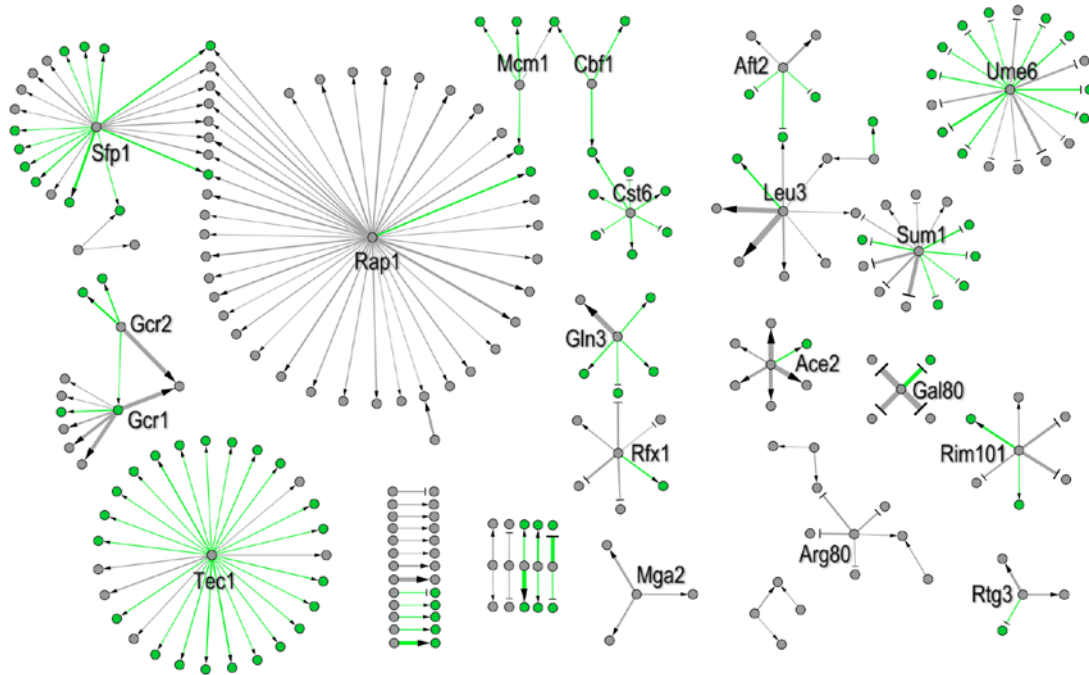 Mcm1
Cbf1
Aft2
Ume6
Sfp1
Cst6
Leu3
Sum1
Rap1
Gcr2
Gln3
Ace2
Gal80
Gcr1
Rfx1
Rim101
Arg80
Tec1
Mga2
Rtg3